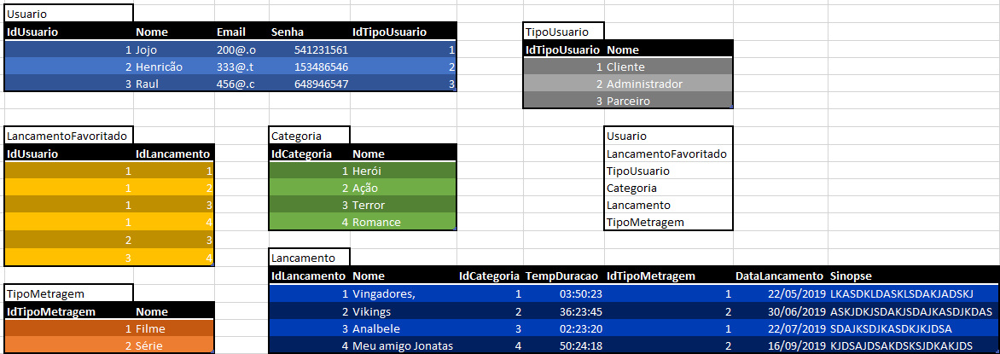 Usuario
IdUsuario Nome Email Senha IdTipoUsuario
1 Jojo 200@.o 541231561 1
2 Henricão 333@.t 153486546 2
3 Raul 456@.c 648946547 3
TipoUsuario
IdTipoUsuario Nome
1 Cliente
2 Administrador
3 Parceiro
LancamentoFavoritado
IdUsuario IdLancamento
1 1
1 2
1 3
1 4
2 3
3 4
Categoria
IdCategoria Nome
1 Herói
2 Ação
3 Terror
4 Romance
Usuario
LancamentoFavoritado
TipoUsuario
Categoria
Lancamento
TipoMetragem
TipoMetragem
IdTipoMetragem Nome
1 Filme
2 Série
Lancamento
IdLancamento Nome IdCategoria TempDuracao IdTipoMetragem DataLancamento Sinopse
1 Vingadores, 1 03:50:23 1 22/05/2019 LKASDKLDASKLSDAKJADSKJ
2 Vikings 2 36:23:45 2 30/06/2019 ASKJDKJSDAKJSDAJKASDJKDAS
3 Analbele 3 02:23:20 1 22/07/2019 SDAJKSDJKASDKJKJDSA
4 Meu amigo Jonatas 4 50:24:18 2 16/09/2019 KJDSAJDSAKDSKSJDKAKJDS